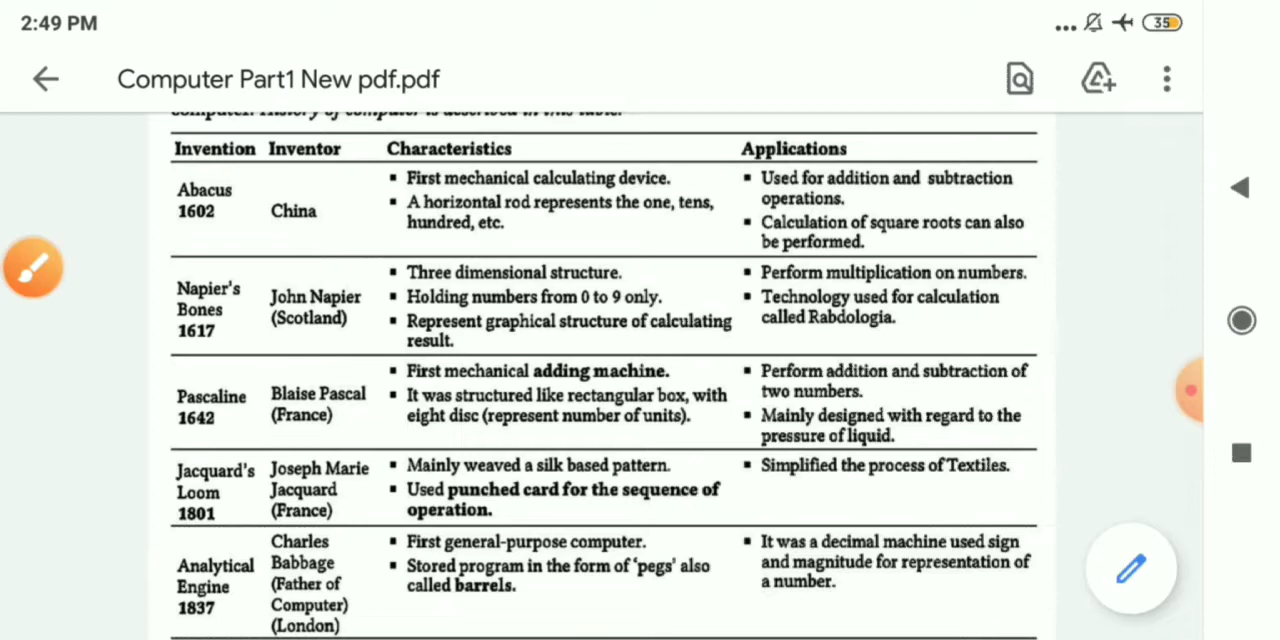 2:49 PM
35
Computer Part1 New pdf.pdf
computer. History of computer is described in this table.
Invention Inventor Characteristics Applications
Abacus
1602
China
▪ First mechanical calculating device.
▪ A horizontal rod represents the one, tens,
hundred, etc.
▪ Used for addition and subtraction
operations.
▪ Calculation of square roots can also
be performed.
Napier's
Bones
1617
John Napier
(Scotland)
▪ Three dimensional structure.
▪ Holding numbers from 0 to 9 only.
▪ Represent graphical structure of calculating
result.
▪ Perform multiplication on numbers.
▪ Technology used for calculation
called Rabdologia.
Pascaline
1642
Blaise Pascal
(France)
▪ First mechanical adding machine.
▪ It was structured like rectangular box, with
eight disc (represent number of units).
▪ Perform addition and subtraction of
two numbers.
▪ Mainly designed with regard to the
pressure of liquid.
Jacquard's
Loom
1801
Joseph Marie
Jacquard
(France)
▪ Mainly weaved a silk based pattern.
▪ Used punched card for the sequence of
operation.
▪ Simplified the process of Textiles.
Analytical
Engine
1837
Charles
Babbage
(Father of
Computer)
(London)
▪ First general-purpose computer.
▪ Stored program in the form of 'pegs' also
called barrels.
▪ It was a decimal machine used sign
and magnitude for representation of
a number.